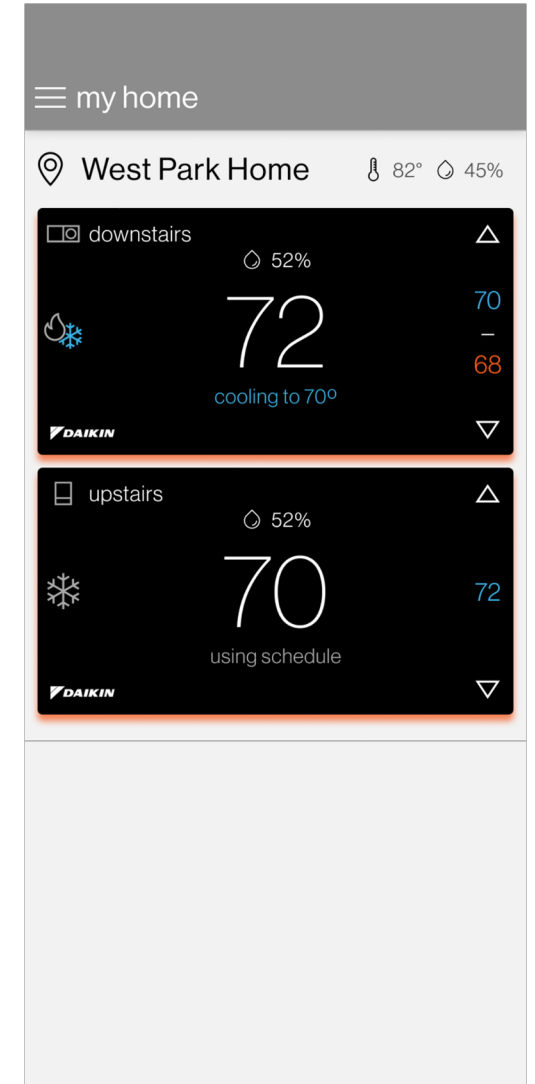 my home
West Park Home 82° 45%
downstairs
52%
72
70
–
68
cooling to 70º
DAIKIN
upstairs
52%
70
72
using schedule
DAIKIN